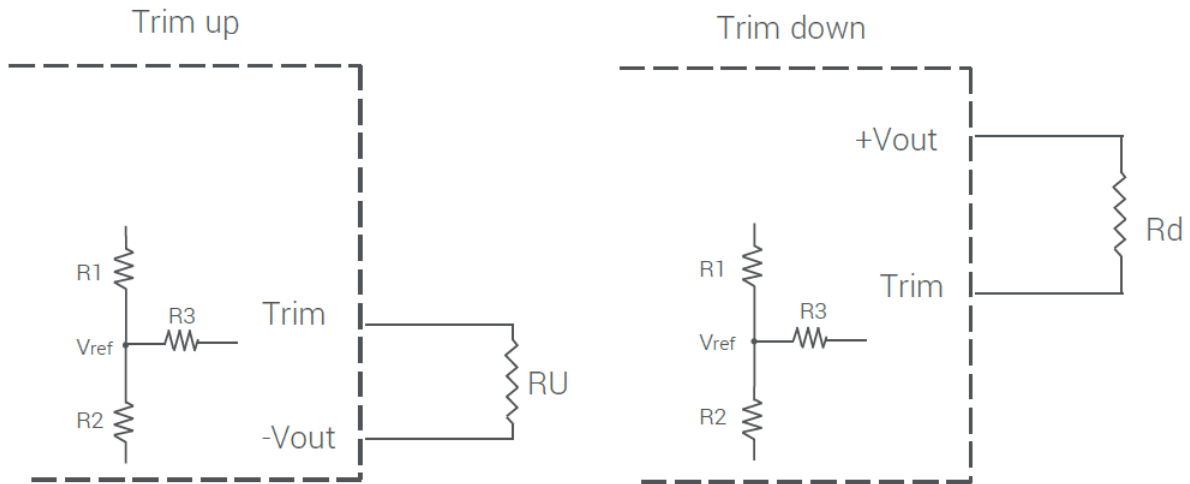 Trim up
R1
R3
Vref
R2
Trim
RU
-Vout
Trim down
+Vout
Rd
R1
Trim
R3
Vref
R2